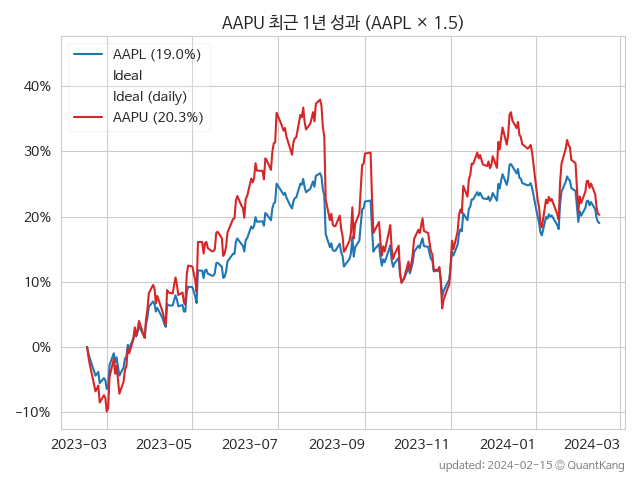 AAPU 최근 1년 성과 (AAPL × 1.5)
AAPL (19.0%)
Ideal
Ideal (daily)
AAPU (20.3%)
40%
30%
20%
10%
0%
−10%
2023-03 2023-05 2023-07 2023-09 2023-11 2024-01 2024-03
updated: 2024-02-15 © QuantKang